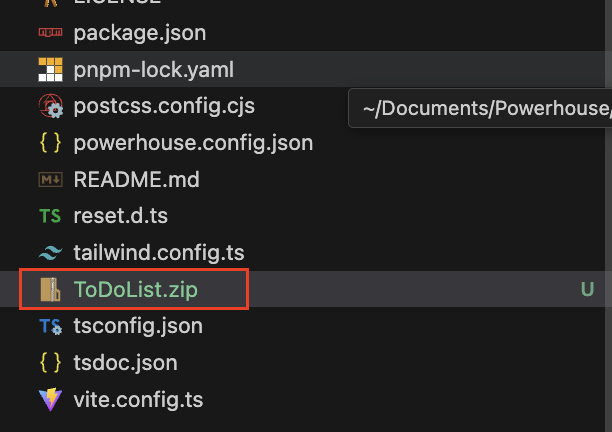 LICENSE
package.json
pnpm-lock.yaml
postcss.config.cjs
~/Documents/Powerhouse/
powerhouse.config.json
README.md
TS reset.d.ts
tailwind.config.ts
ToDoList.zip U
TS tsconfig.json
tsdoc.json
vite.config.ts